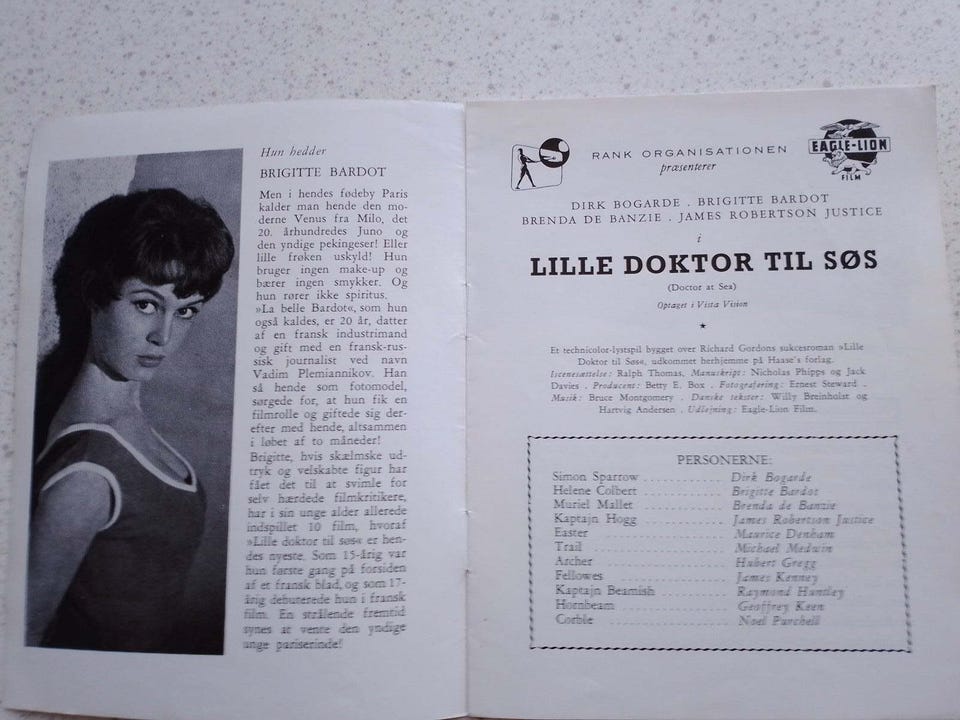 Hun hedder
BRIGITTE BARDOT
Men i hendes fødeby Paris
kalder man hende den mo-
derne Venus fra Milo, det
20. århundredes Juno og
den yndige pekingeser! Eller
lille frøken uskyld! Hun
bruger ingen make-up og
bærer ingen smykker. Og
hun rører ikke spiritus.
»La belle Bardot«, som hun
også kaldes, er 20 år, datter
af en fransk industrimand
og gift med en fransk-rus-
sisk journalist ved navn
Vadim Plemiannikov. Han
så hende som fotomodel,
sørgede for, at hun fik en
filmrolle og giftede sig der-
efter med hende, altsammen
i løbet af to måneder!
Brigitte, hvis skælmske ud-
tryk og velskabte figur har
fået det til at svimle for
selv hærdede filmkritikere,
har i sin unge alder allerede
indspillet 10 film, hvoraf
»Lille doktor til søs« er hen-
des nyeste. Som 15-årig var
hun første gang på forsiden
af et fransk blad, og som 17-
årig debuterede hun i fransk
film. En strålende fremtid
synes at vente den yndige
unge pariserinde!
RANK ORGANISATIONEN
præsenterer
EAGLE-LION
FILM
DIRK BOGARDE . BRIGITTE BARDOT
BRENDA DE BANZIE . JAMES ROBERTSON JUSTICE
i
LILLE DOKTOR TIL SØS
(Doctor at Sea)
Optaget i Vista Vision
Et technicolor-lystspil bygget over Richard Gordons sukcesroman »Lille
Doktor til Søs«, udkommet herhjemme på Haase's forlag.
Iscenesættelse: Ralph Thomas, Manuskript: Nicholas Phipps og Jack
Davies . Producent: Betty E. Box . Fotografering: Ernest Steward .
Musik: Bruce Montgomery . Danske tekster: Willy Breinholst og
Hartvig Andersen . Udlejning: Eagle-Lion Film.
PERSONERNE:
Simon Sparrow .............. Dirk Bogarde
Helene Colbert .............. Brigitte Bardot
Muriel Mallet .............. Brenda de Banzie
Kaptajn Hogg .............. James Robertson Justice
Easter .............. Maurice Denham
Trail .............. Michael Medwin
Archer .............. Hubert Gregg
Fellowes .............. James Kenney
Kaptajn Beamish .............. Raymond Huntley
Hornbeam .............. Geoffrey Keen
Corbie .............. Noel Purchell